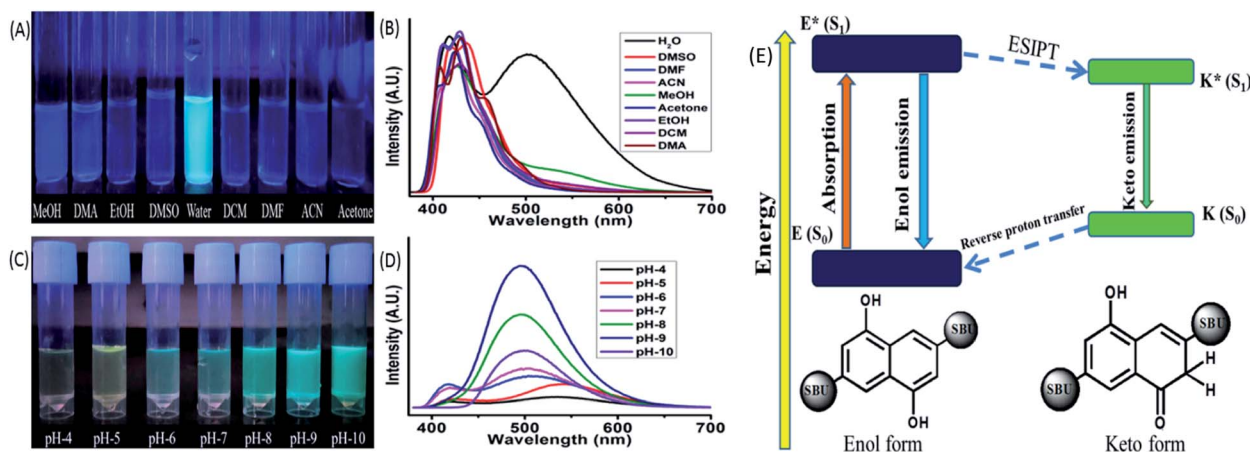 (A)
MeOH DMA EtOH DMSO Water DCM DMF ACN Acetone
(B)
Intensity (A.U.)
H₂O
DMSO
DMF
ACN
MeOH
Acetone
EtOH
DCM
DMA
400 500 600 700
Wavelength (nm)
(C)
pH-4 pH-5 pH-6 pH-7 pH-8 pH-9 pH-10
(D)
Intensity (A.U.)
pH-4
pH-5
pH-6
pH-7
pH-8
pH-9
pH-10
400 500 600 700
Wavelength (nm)
(E)
Energy
E* (S₁)
ESIPT
K* (S₁)
Absorption
Enol emission
Keto emission
E (S₀)
K (S₀)
Reverse proton transfer
OH
SBU
SBU
OH
Enol form
OH
SBU
H
H
SBU
O
Keto form